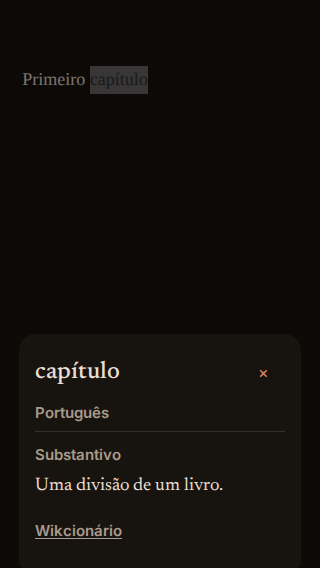 Primeiro capítulo
capítulo
×
Português
Substantivo
Uma divisão de um livro.
Wikcionário